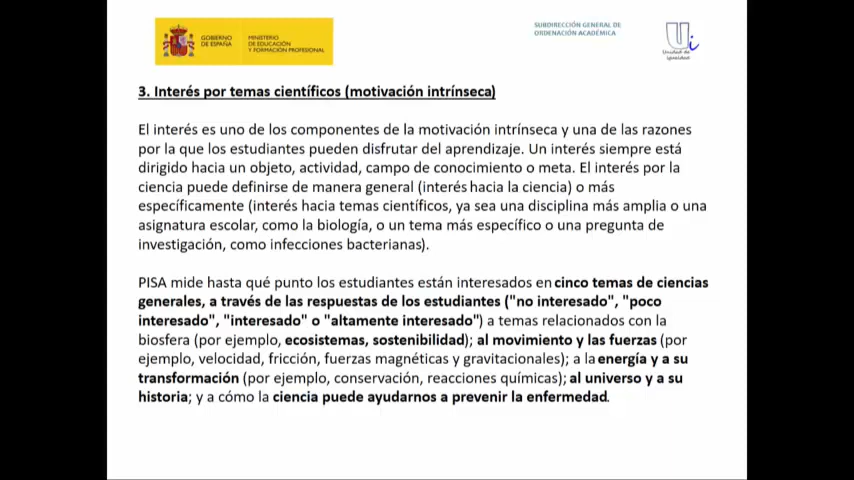 GOBIERNO
DE ESPAÑA
MINISTERIO
DE EDUCACIÓN
Y FORMACIÓN PROFESIONAL
SUBDIRECCIÓN GENERAL DE
ORDENACIÓN ACADÉMICA
Ui
Unidad de
igualdad
3. Interés por temas científicos (motivación intrínseca)
El interés es uno de los componentes de la motivación intrínseca y una de las razones
por la que los estudiantes pueden disfrutar del aprendizaje. Un interés siempre está
dirigido hacia un objeto, actividad, campo de conocimiento o meta. El interés por la
ciencia puede definirse de manera general (interés hacia la ciencia) o más
específicamente (interés hacia temas científicos, ya sea una disciplina más amplia o una
asignatura escolar, como la biología, o un tema más específico o una pregunta de
investigación, como infecciones bacterianas).
PISA mide hasta qué punto los estudiantes están interesados en cinco temas de ciencias
generales, a través de las respuestas de los estudiantes ("no interesado", "poco
interesado", "interesado" o "altamente interesado") a temas relacionados con la
biosfera (por ejemplo, ecosistemas, sostenibilidad); al movimiento y las fuerzas (por
ejemplo, velocidad, fricción, fuerzas magnéticas y gravitacionales); a la energía y a su
transformación (por ejemplo, conservación, reacciones químicas); al universo y a su
historia; y a cómo la ciencia puede ayudarnos a prevenir la enfermedad.